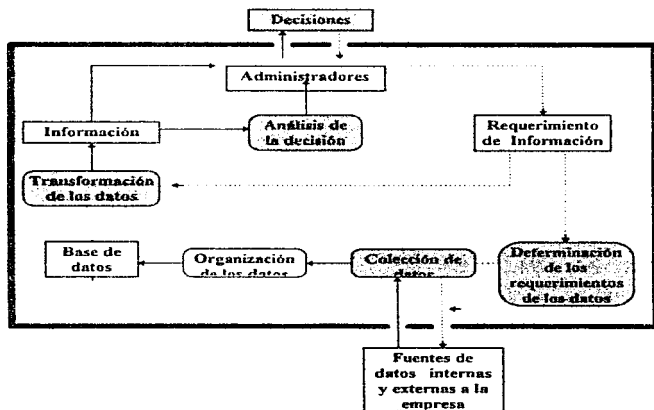 Decisiones
Administradores
Información
Análisis de
la decisión
Requerimiento
de Información
Transformación
de los datos
Base de
datos
Organización
de los datos
Colección de
datos
Determinación
de los
requerimientos
de los datos
Fuentes de
datos internas
y externas a la
empresa